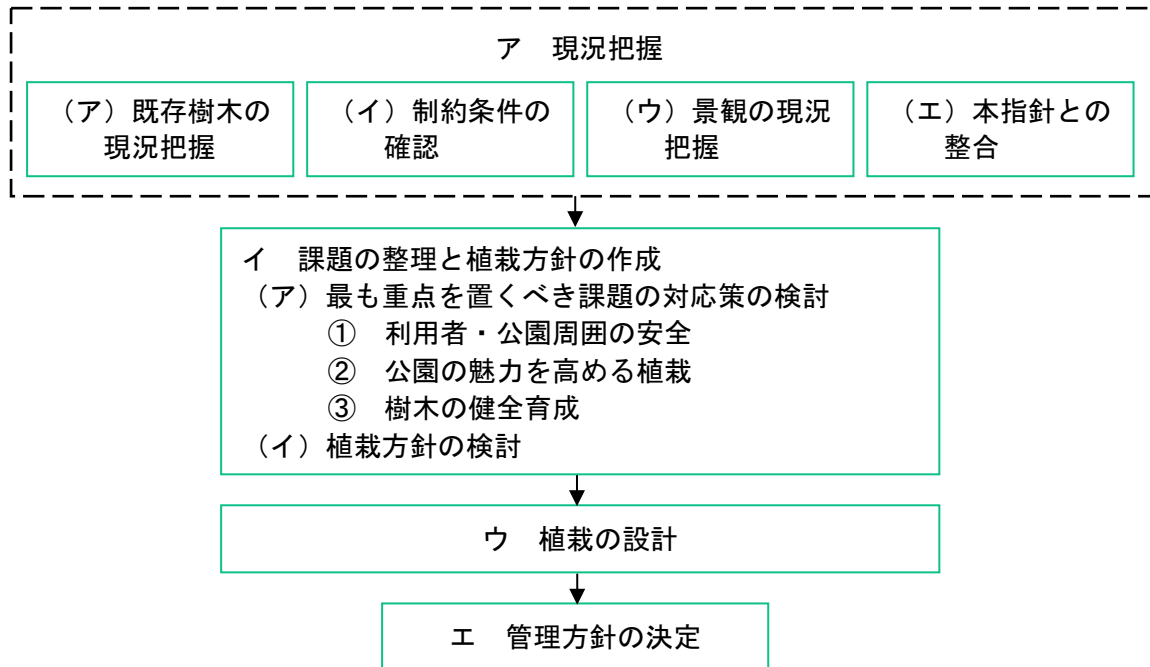 ア　現況把握
（ア）既存樹木の
現況把握
（イ）制約条件の
確認
（ウ）景観の現況
把握
（エ）本指針との
整合
イ　課題の整理と植栽方針の作成
（ア）最も重点を置くべき課題の対応策の検討
①　利用者・公園周囲の安全
②　公園の魅力を高める植栽
③　樹木の健全育成
（イ）植栽方針の検討
ウ　植栽の設計
エ　管理方針の決定